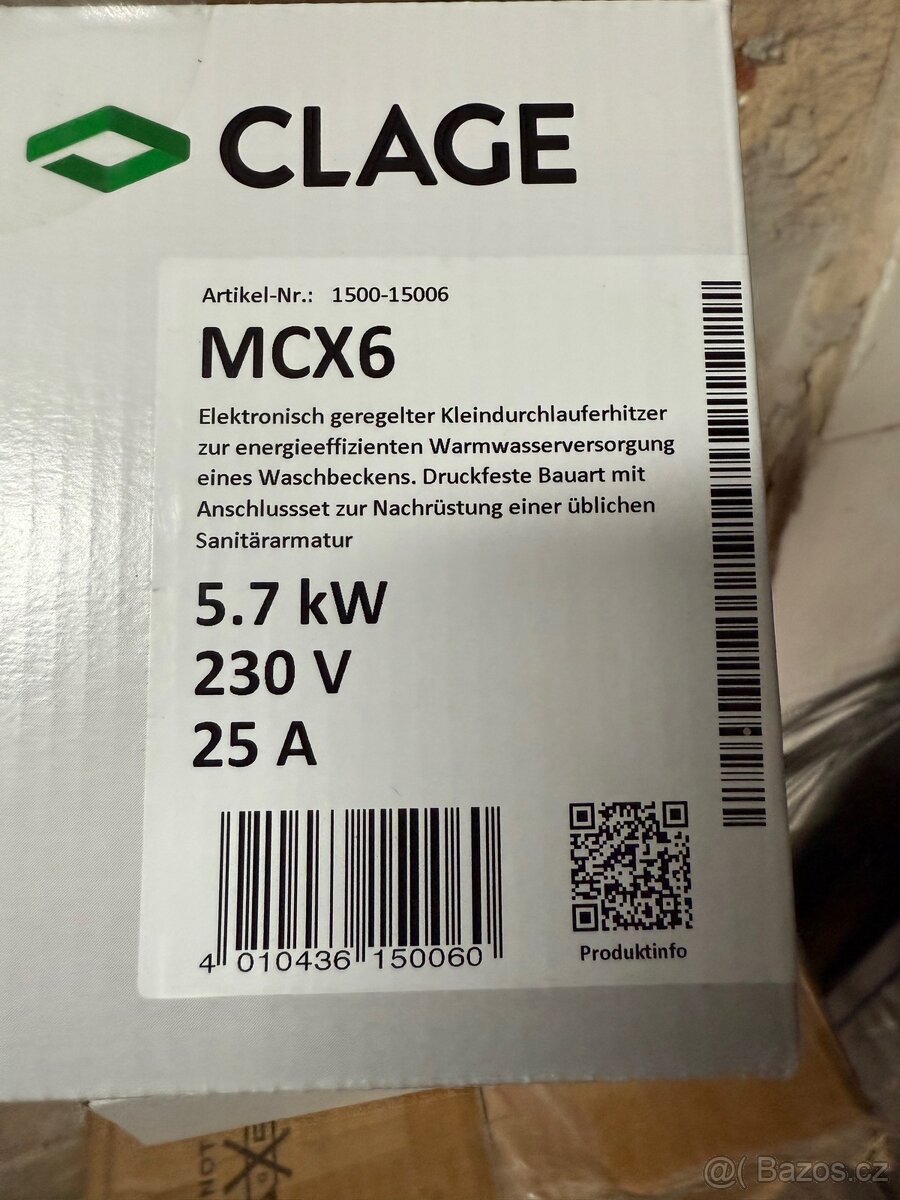 CLAGE
Artikel-Nr.: 1500-15006
MCX6
Elektronisch geregelter Kleindurchlauferhitzer
zur energieeffizienten Warmwasserversorgung
eines Waschbeckens. Druckfeste Bauart mit
Anschlussset zur Nachrüstung einer üblichen
Sanitärarmatur
5.7 kW
230 V
25 A
4 010436 150060
Produktinfo
NOT
@( Bazos.cz